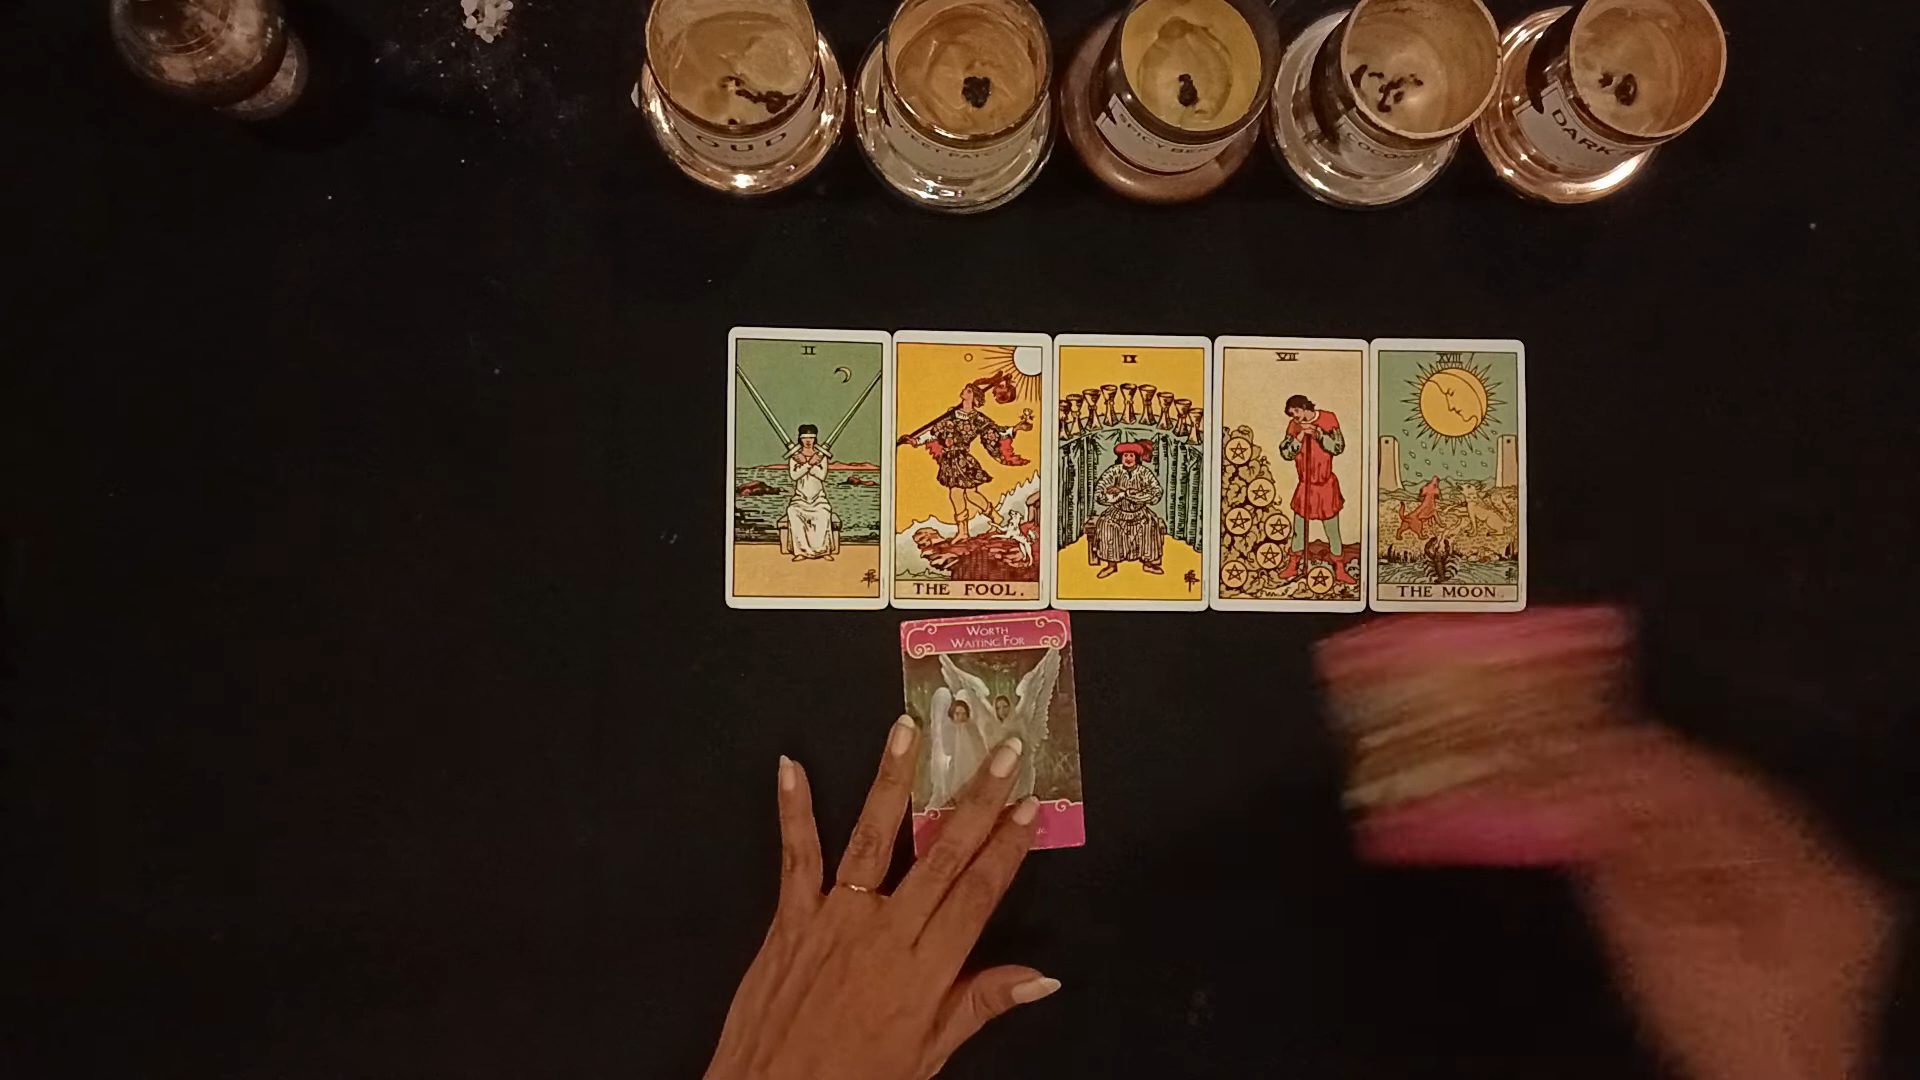 OUD
SPICY
DARK
II
IX
VII
XVIII
THE FOOL.
THE MOON.
WORTH
WAITING FOR